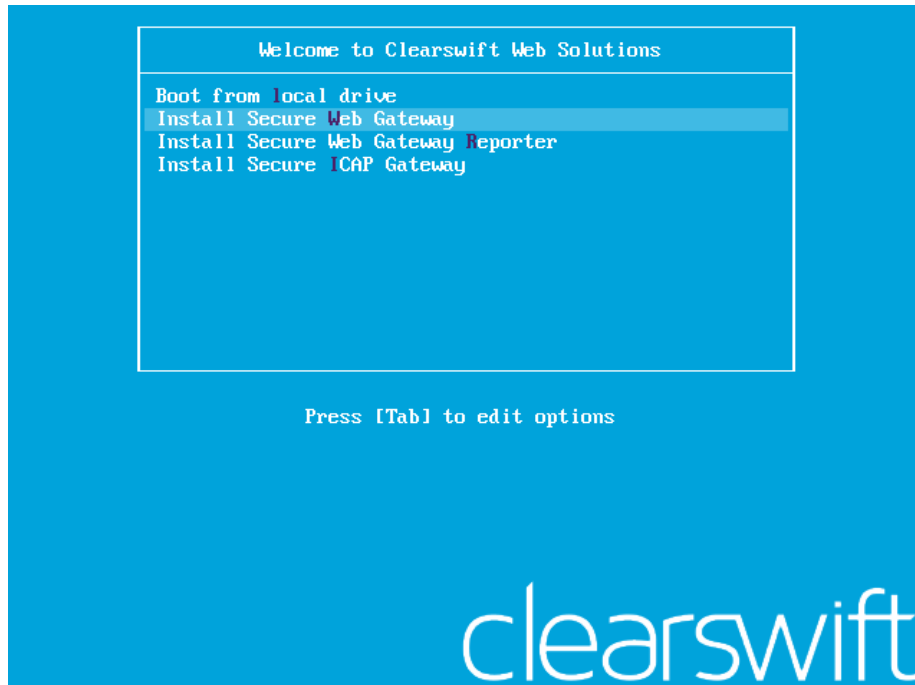 Welcome to Clearswift Web Solutions
Boot from local drive
Install Secure Web Gateway
Install Secure Web Gateway Reporter
Install Secure ICAP Gateway
Press [Tab] to edit options
clearswift